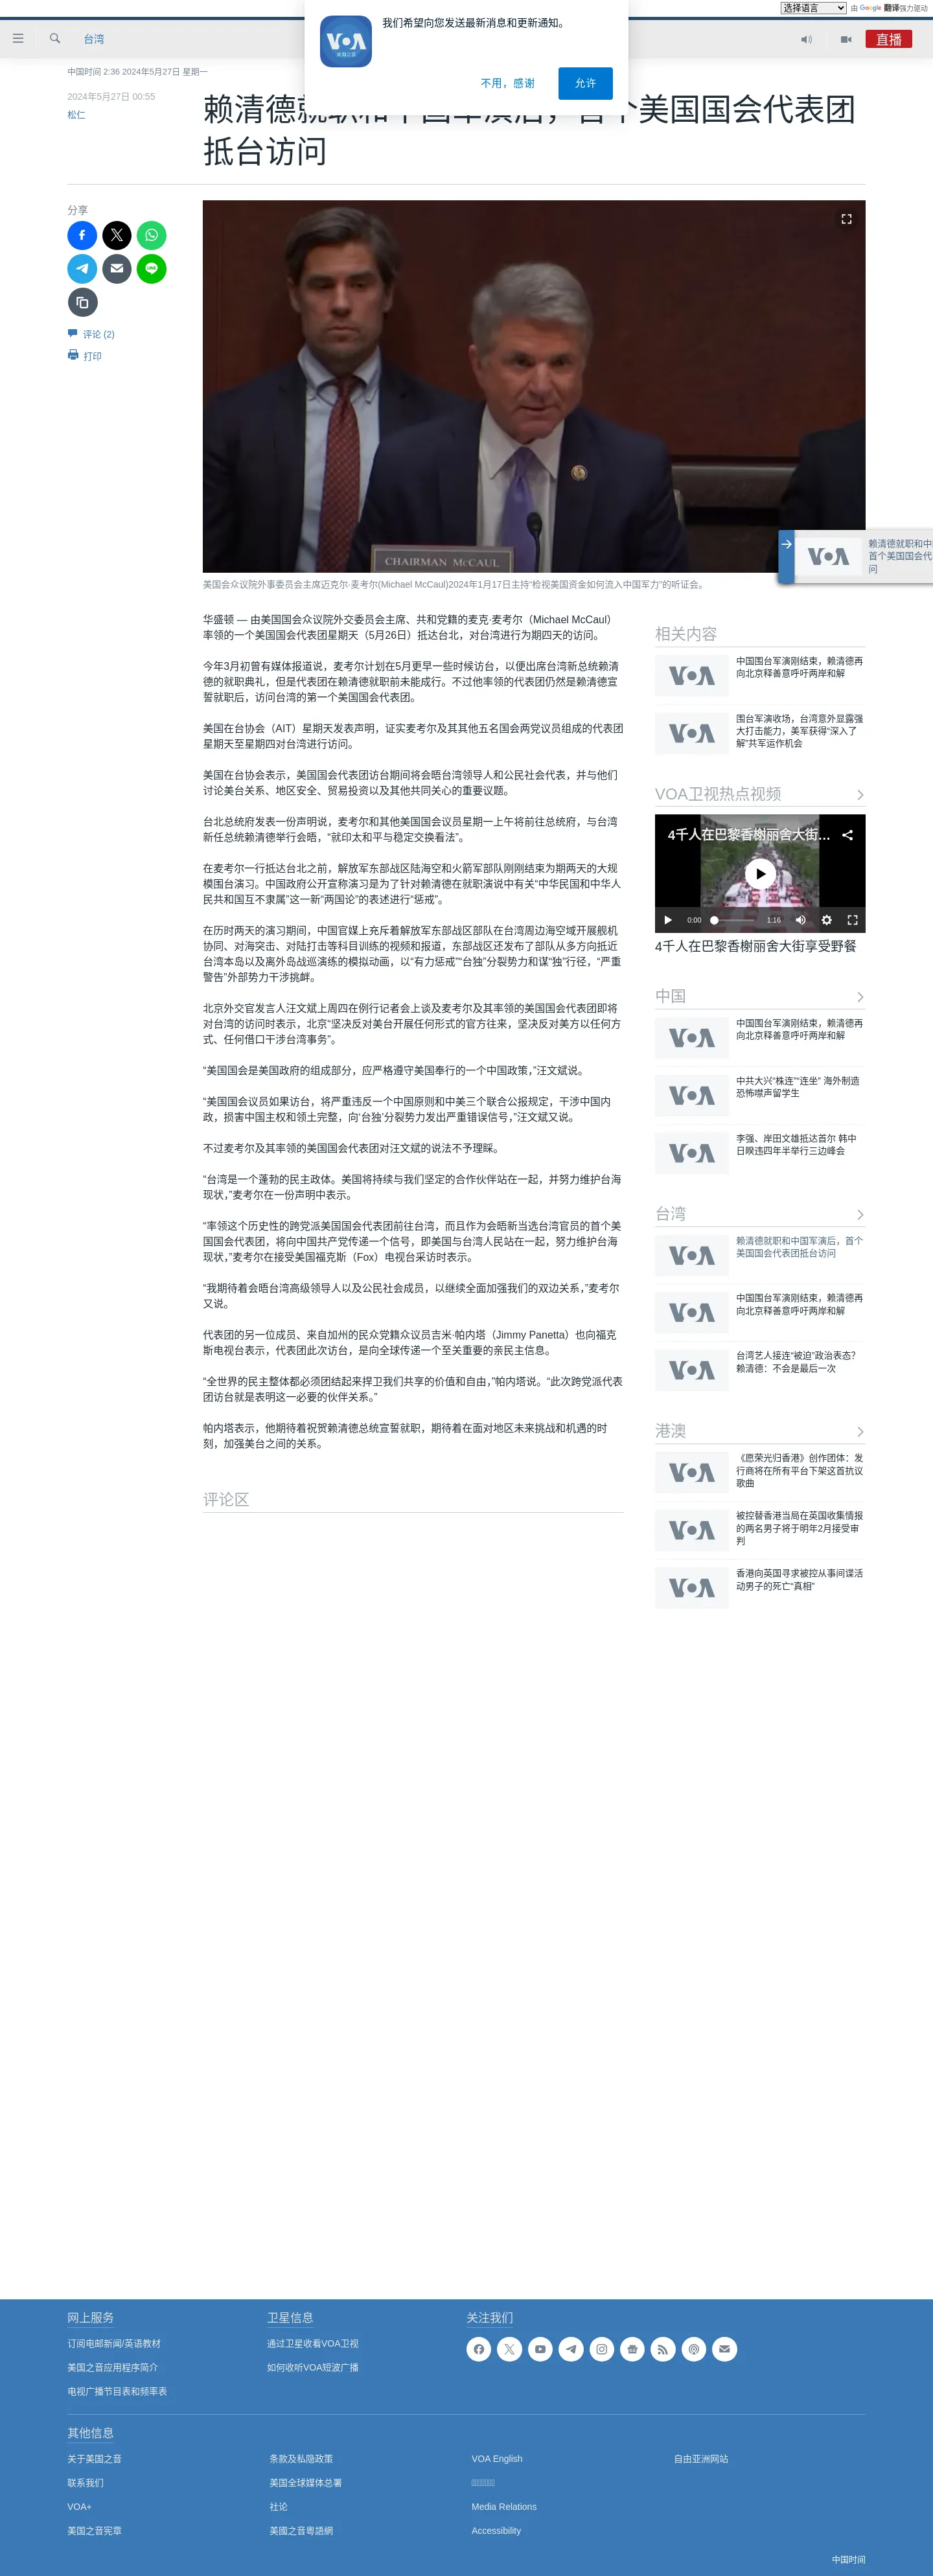 选择语言 由 Google 翻译强力驱动
我们希望向您发送最新消息和更新通知。
不用，感谢
允许
台湾
直播
中国时间 2:36 2024年5月27日 星期一
2024年5月27日 00:55
松仁
美国国会代表团
抵台访问
分享
评论 (2)
打印
CHAIRMAN MCCAUL
美国会众议院外事委员会主席迈克尔·麦考尔(Michael McCaul)2024年1月17日主持“检视美国资金如何流入中国军力”的听证会。
赖清德就职和中
首个美国国会代
问
华盛顿 — 由美国国会众议院外交委员会主席、共和党籍的麦克·麦考尔（Michael McCaul）
率领的一个美国国会代表团星期天（5月26日）抵达台北，对台湾进行为期四天的访问。
今年3月初曾有媒体报道说，麦考尔计划在5月更早一些时候访台，以便出席台湾新总统赖清
德的就职典礼，但是代表团在赖清德就职前未能成行。不过他率领的代表团仍然是赖清德宣
誓就职后，访问台湾的第一个美国国会代表团。
美国在台协会（AIT）星期天发表声明，证实麦考尔及其其他五名国会两党议员组成的代表团
星期天至星期四对台湾进行访问。
美国在台协会表示，美国国会代表团访台期间将会晤台湾领导人和公民社会代表，并与他们
讨论美台关系、地区安全、贸易投资以及其他共同关心的重要议题。
台北总统府发表一份声明说，麦考尔和其他美国国会议员星期一上午将前往总统府，与台湾
新任总统赖清德举行会晤，“就印太和平与稳定交换看法”。
在麦考尔一行抵达台北之前，解放军东部战区陆海空和火箭军部队刚刚结束为期两天的大规
模围台演习。中国政府公开宣称演习是为了针对赖清德在就职演说中有关“中华民国和中华人
民共和国互不隶属”这一新“两国论”的表述进行“惩戒”。
在历时两天的演习期间，中国官媒上充斥着解放军东部战区部队在台湾周边海空域开展舰机
协同、对海突击、对陆打击等科目训练的视频和报道，东部战区还发布了部队从多方向抵近
台湾本岛以及离外岛战巡演练的模拟动画，以“有力惩戒”“台独”分裂势力和谋“独”行径，“严重
警告”外部势力干涉挑衅。
北京外交官发言人汪文斌上周四在例行记者会上谈及麦考尔及其率领的美国国会代表团即将
对台湾的访问时表示，北京“坚决反对美台开展任何形式的官方往来，坚决反对美方以任何方
式、任何借口干涉台湾事务”。
“美国国会是美国政府的组成部分，应严格遵守美国奉行的一个中国政策，”汪文斌说。
“美国国会议员如果访台，将严重违反一个中国原则和中美三个联合公报规定，干涉中国内
政，损害中国主权和领土完整，向‘台独’分裂势力发出严重错误信号，”汪文斌又说。
不过麦考尔及其率领的美国国会代表团对汪文斌的说法不予理睬。
“台湾是一个蓬勃的民主政体。美国将持续与我们坚定的合作伙伴站在一起，并努力维护台海
现状，”麦考尔在一份声明中表示。
“率领这个历史性的跨党派美国国会代表团前往台湾，而且作为会晤新当选台湾官员的首个美
国国会代表团，将向中国共产党传递一个信号，即美国与台湾人民站在一起，努力维护台海
现状，”麦考尔在接受美国福克斯（Fox）电视台采访时表示。
“我期待着会晤台湾高级领导人以及公民社会成员，以继续全面加强我们的双边关系，”麦考尔
又说。
代表团的另一位成员、来自加州的民众党籍众议员吉米·帕内塔（Jimmy Panetta）也向福克
斯电视台表示，代表团此次访台，是向全球传递一个至关重要的亲民主信息。
“全世界的民主整体都必须团结起来捍卫我们共享的价值和自由，”帕内塔说。“此次跨党派代表
团访台就是表明这一必要的伙伴关系。”
帕内塔表示，他期待着祝贺赖清德总统宣誓就职，期待着在面对地区未来挑战和机遇的时
刻，加强美台之间的关系。
评论区
相关内容
中国围台军演刚结束，赖清德再
向北京释善意呼吁两岸和解
围台军演收场，台湾意外显露强
大打击能力，美军获得“深入了
解”共军运作机会
VOA卫视热点视频
4千人在巴黎香榭丽舍大街…
0:00
1:16
4千人在巴黎香榭丽舍大街享受野餐
中国
中国围台军演刚结束，赖清德再
向北京释善意呼吁两岸和解
中共大兴“株连”“连坐” 海外制造
恐怖噤声留学生
李强、岸田文雄抵达首尔 韩中
日暌违四年半举行三边峰会
台湾
赖清德就职和中国军演后，首个
美国国会代表团抵台访问
中国围台军演刚结束，赖清德再
向北京释善意呼吁两岸和解
台湾艺人接连“被迫”政治表态？
赖清德：不会是最后一次
港澳
《愿荣光归香港》创作团体：发
行商将在所有平台下架这首抗议
歌曲
被控替香港当局在英国收集情报
的两名男子将于明年2月接受审
判
香港向英国寻求被控从事间谍活
动男子的死亡“真相”
网上服务
订阅电邮新闻/英语教材
美国之音应用程序简介
电视广播节目表和频率表
卫星信息
通过卫星收看VOA卫视
如何收听VOA短波广播
关注我们
其他信息
关于美国之音
联系我们
VOA+
美国之音宪章
条款及私隐政策
美国全球媒体总署
社论
美國之音粵語網
VOA English
Media Relations
Accessibility
自由亚洲网站
中国时间